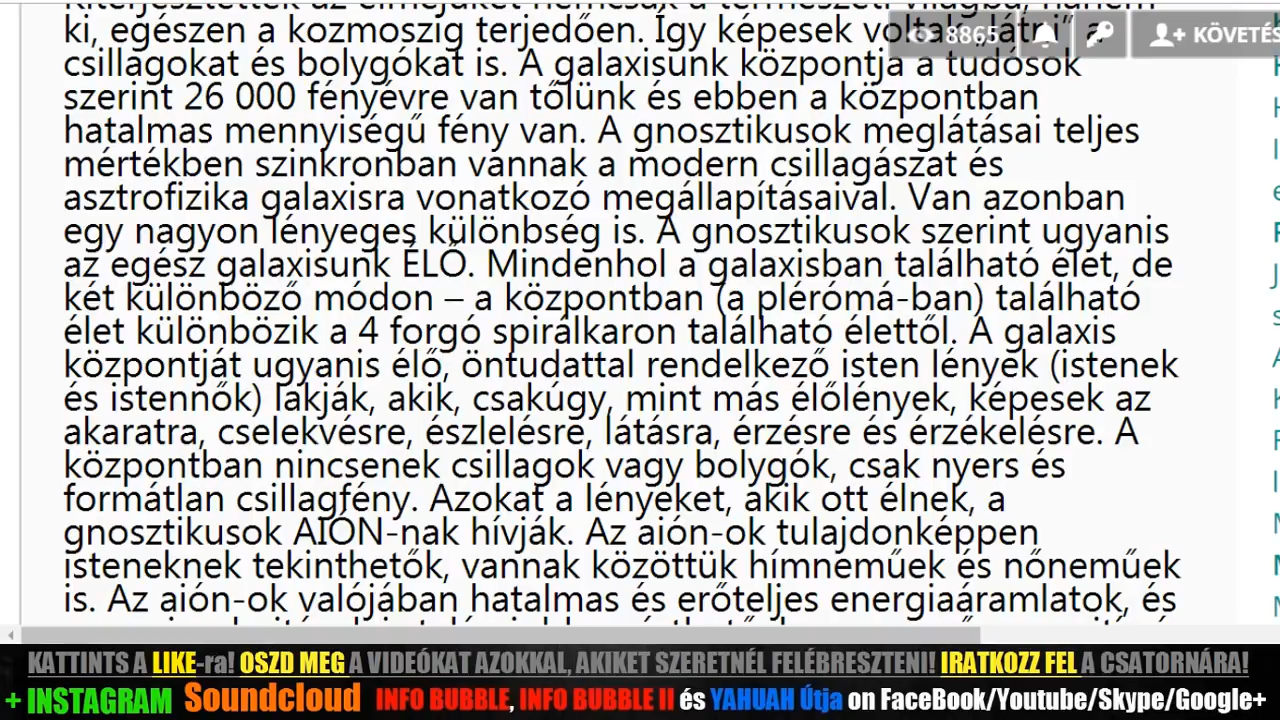 kiterjesztették az elméjüket nemcsak a természeti világba, hanem
ki, egészen a kozmoszig terjedően. Így képesek voltak „látni” a
8865
KÖVETÉS
csillagokat és bolygókat is. A galaxisunk központja a tudósok
szerint 26 000 fényévre van tőlünk és ebben a központban
hatalmas mennyiségű fény van. A gnosztikusok meglátásai teljes
mértékben szinkronban vannak a modern csillagászat és
asztrofizika galaxisra vonatkozó megállapításaival. Van azonban
egy nagyon lényeges különbség is. A gnosztikusok szerint ugyanis
az egész galaxisunk ÉLŐ. Mindenhol a galaxisban található élet, de
két különböző módon – a központban (a plérómá-ban) található
élet különbözik a 4 forgó spirálkaron található élettől. A galaxis
központját ugyanis élő, öntudattal rendelkező isten lények (istenek
és istennők) lakják, akik, csakúgy, mint más élőlények, képesek az
akaratra, cselekvésre, észlelésre, látásra, érzésre és érzékelésre. A
központban nincsenek csillagok vagy bolygók, csak nyers és
formátlan csillagfény. Azokat a lényeket, akik ott élnek, a
gnosztikusok AIÓN-nak hívják. Az aión-ok tulajdonképpen
isteneknek tekinthetők, vannak közöttük hímneműek és nőneműek
is. Az aión-ok valójában hatalmas és erőteljes energiaáramlatok, és
KATTINTS A LIKE-ra! OSZD MEG A VIDEÓKAT AZOKKAL, AKIKET SZERETNÉL FELÉBRESZTENI! IRATKOZZ FEL A CSATORNÁRA!
+ INSTAGRAM Soundcloud INFO BUBBLE, INFO BUBBLE II és YAHUAH Útja on FaceBook/Youtube/Skype/Google+